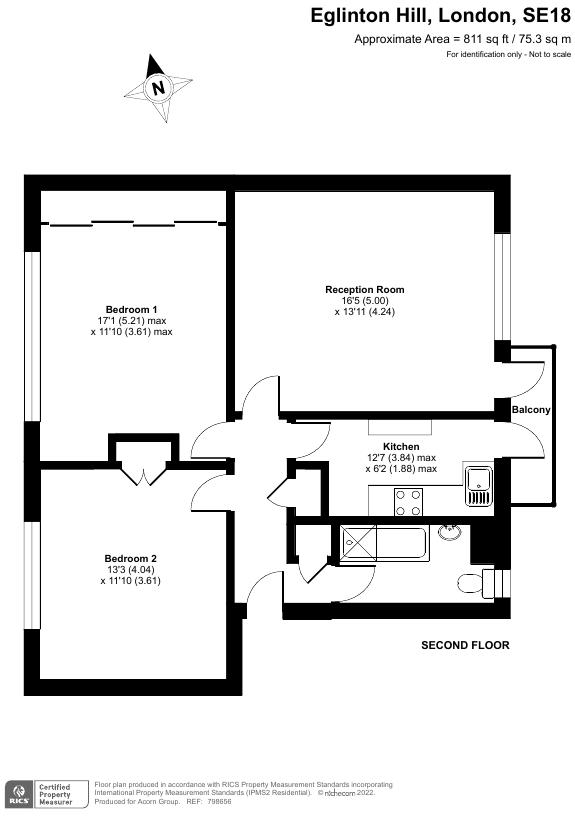 Eglinton Hill, London, SE18
Approximate Area = 811 sq ft / 75.3 sq m
For identification only - Not to scale
N
Reception Room
16'5 (5.00)
x 13'11 (4.24)
Bedroom 1
17'1 (5.21) max
x 11'10 (3.61) max
Balcony
Kitchen
12'7 (3.84) max
x 6'2 (1.88) max
Bedroom 2
13'3 (4.04)
x 11'10 (3.61)
SECOND FLOOR
RICS
Certified
Property
Measurer
Floor plan produced in accordance with RICS Property Measurement Standards incorporating
International Property Measurement Standards (IPMS2 Residential). © nichecom 2022.
Produced for Acorn Group. REF: 798656